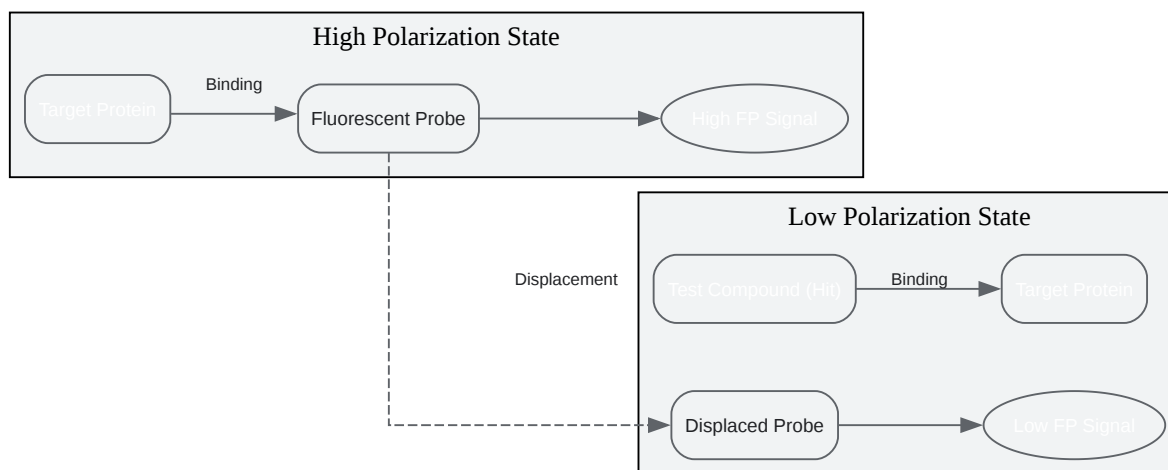 High Polarization State
Target Protein
Binding
Fluorescent Probe
High FP Signal
Low Polarization State
Displacement
Test Compound (Hit)
Binding
Target Protein
Displaced Probe
Low FP Signal